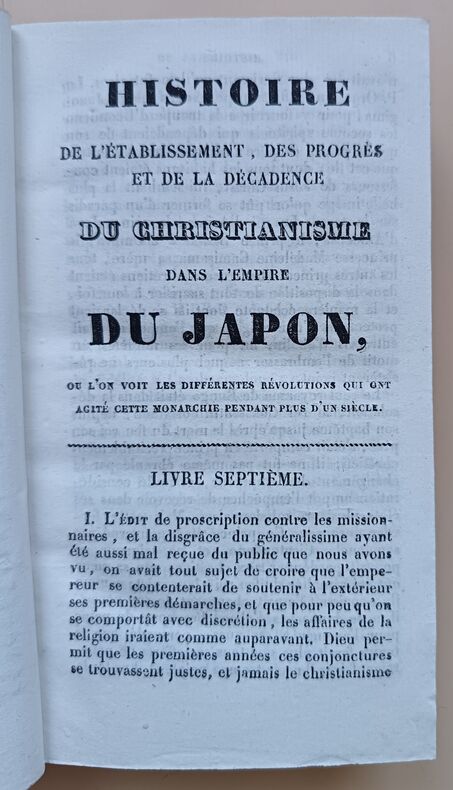 HISTOIRE
DE L'ÉTABLISSEMENT, DES PROGRÈS
ET DE LA DÉCADENCE
DU CHRISTIANISME
DANS L'EMPIRE
DU JAPON,
OU L'ON VOIT LES DIFFÉRENTES RÉVOLUTIONS QUI ONT
AGITÉ CETTE MONARCHIE PENDANT PLUS D'UN SIÈCLE.
LIVRE SEPTIÈME.
I. L'ÉDIT de proscription contre les mission-
naires, et la disgrâce du généralissime ayant
été aussi mal reçue du public que nous avons
vu, on avait tout sujet de croire que l'empe-
reur se contenterait de soutenir à l'extérieur
ses premières démarches, et que pour peu qu'on
se comportât avec discrétion, les affaires de la
religion iraient comme auparavant. Dieu per-
mit que les premières années ces conjonctures
se trouvassent justes, et jamais le christianisme